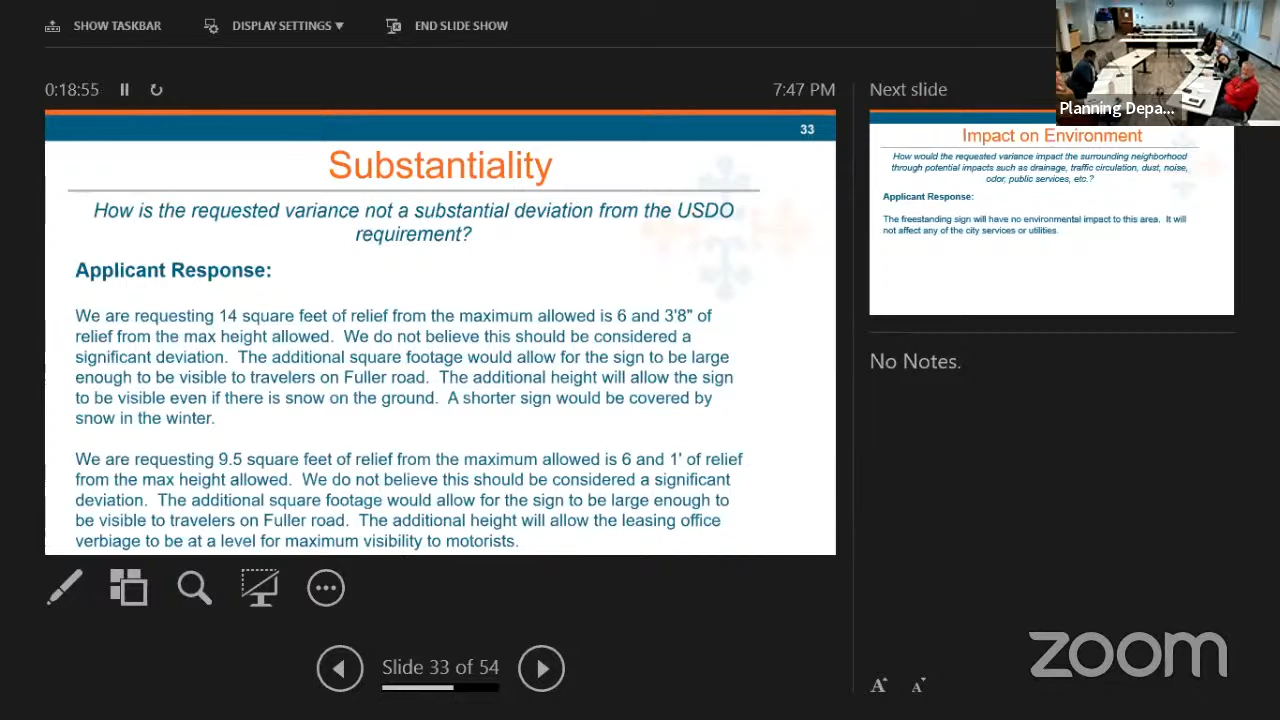 SHOW TASKBAR
DISPLAY SETTINGS ▼
END SLIDE SHOW
0:18:55
7:47 PM
Next slide
Planning Depa...
33
Substantiality
How is the requested variance not a substantial deviation from the USDO
requirement?
Applicant Response:
We are requesting 14 square feet of relief from the maximum allowed is 6 and 3'8" of
relief from the max height allowed. We do not believe this should be considered a
significant deviation. The additional square footage would allow for the sign to be large
enough to be visible to travelers on Fuller road. The additional height will allow the sign
to be visible even if there is snow on the ground. A shorter sign would be covered by
snow in the winter.
We are requesting 9.5 square feet of relief from the maximum allowed is 6 and 1' of relief
from the max height allowed. We do not believe this should be considered a significant
deviation. The additional square footage would allow for the sign to be large enough to
be visible to travelers on Fuller road. The additional height will allow the leasing office
verbiage to be at a level for maximum visibility to motorists.
Impact on Environment
How would the requested variance impact the surrounding neighborhood
through potential impacts such as drainage, traffic circulation, dust, noise,
odor, public services, etc.?
Applicant Response:
The freestanding sign will have no environmental impact to this area. It will
not affect any of the city services or utilities.
No Notes.
Slide 33 of 54
A A
zoom